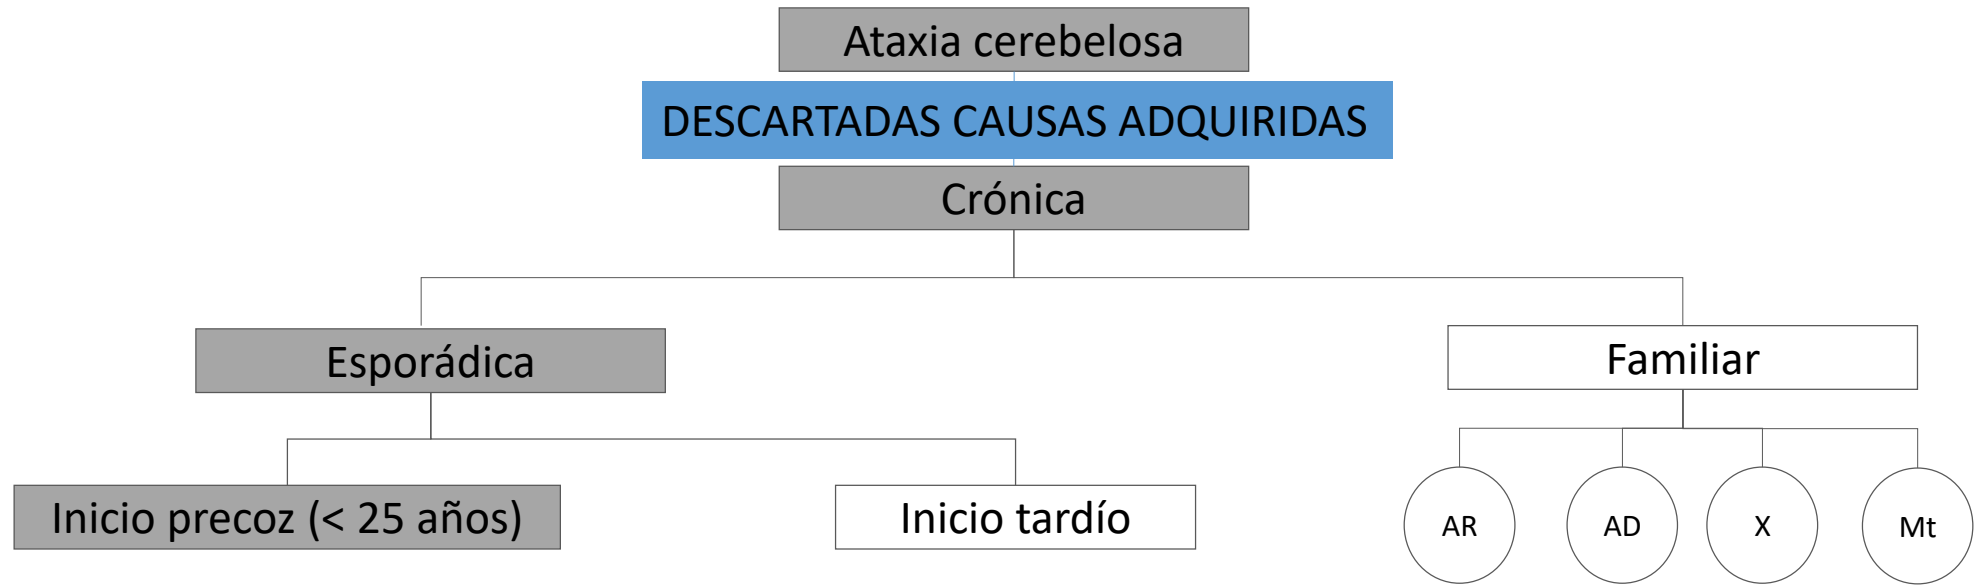 Ataxia cerebelosa
DESCARTADAS CAUSAS ADQUIRIDAS
Crónica
Esporádica
Familiar
Inicio precoz (< 25 años)
Inicio tardío
AR
AD
X
Mt